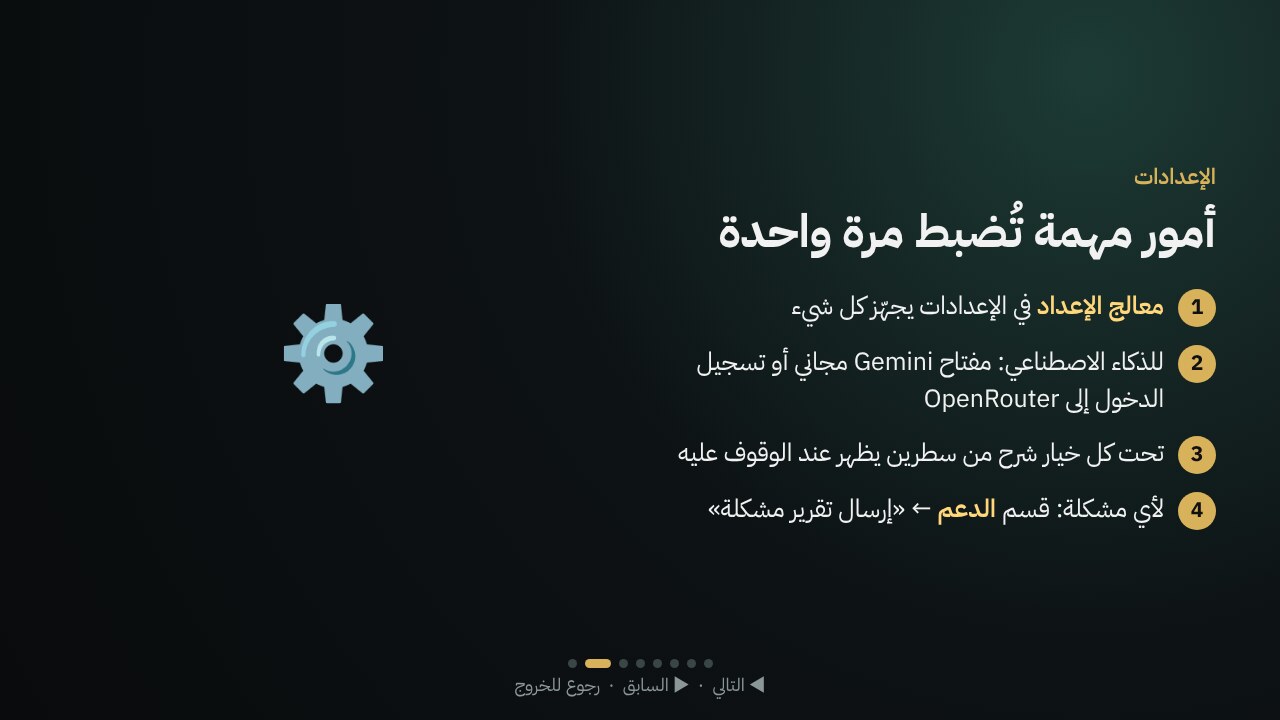 الإعدادات
أمور مهمة تُضبط مرة واحدة
1 معالج الإعداد في الإعدادات يجهّز كل شيء
2 للذكاء الاصطناعي: مفتاح Gemini مجاني أو تسجيل
الدخول إلى OpenRouter
3 تحت كل خيار شرح من سطرين يظهر عند الوقوف عليه
4 لأي مشكلة: قسم الدعم ← «إرسال تقرير مشكلة»
◀ التالي · ▶ السابق · رجوع للخروج